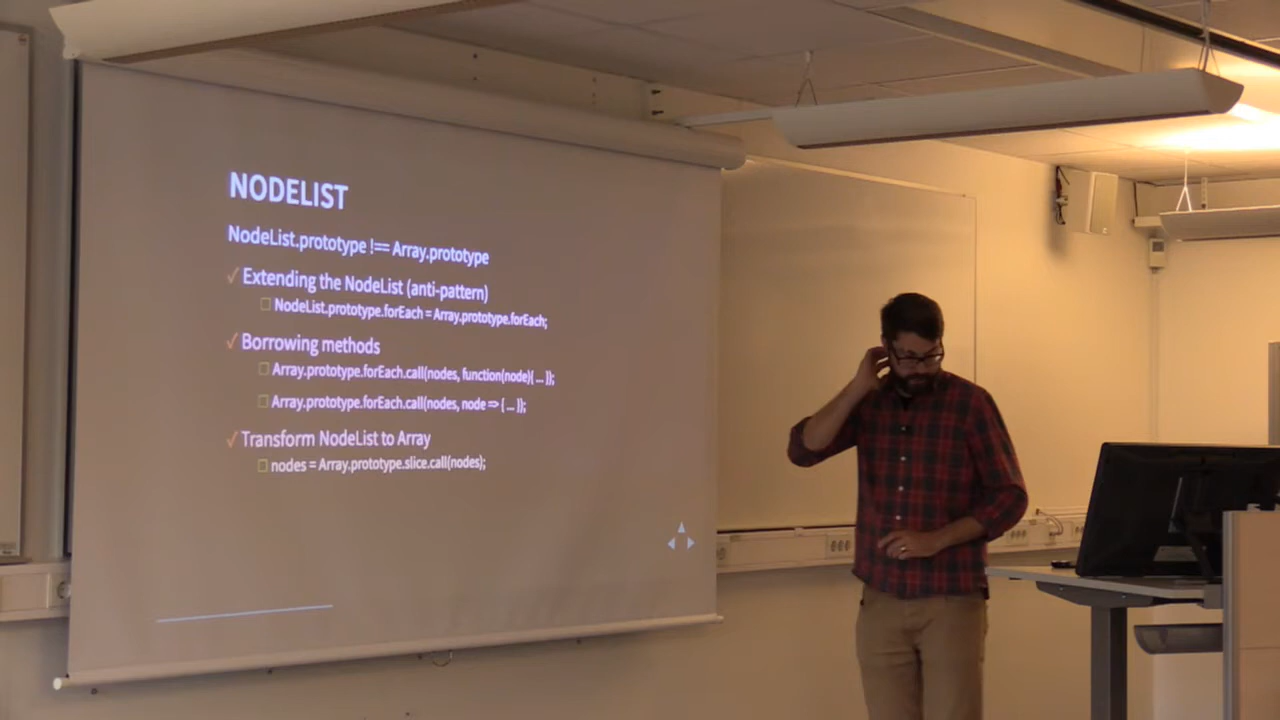 NODELIST
NodeList.prototype !== Array.prototype
Extending the NodeList (anti-pattern)
NodeList.prototype.forEach = Array.prototype.forEach;
Borrowing methods
Array.prototype.forEach.call(nodes, function(node){ ... });
Array.prototype.forEach.call(nodes, node => { ... });
Transform NodeList to Array
nodes = Array.prototype.slice.call(nodes);